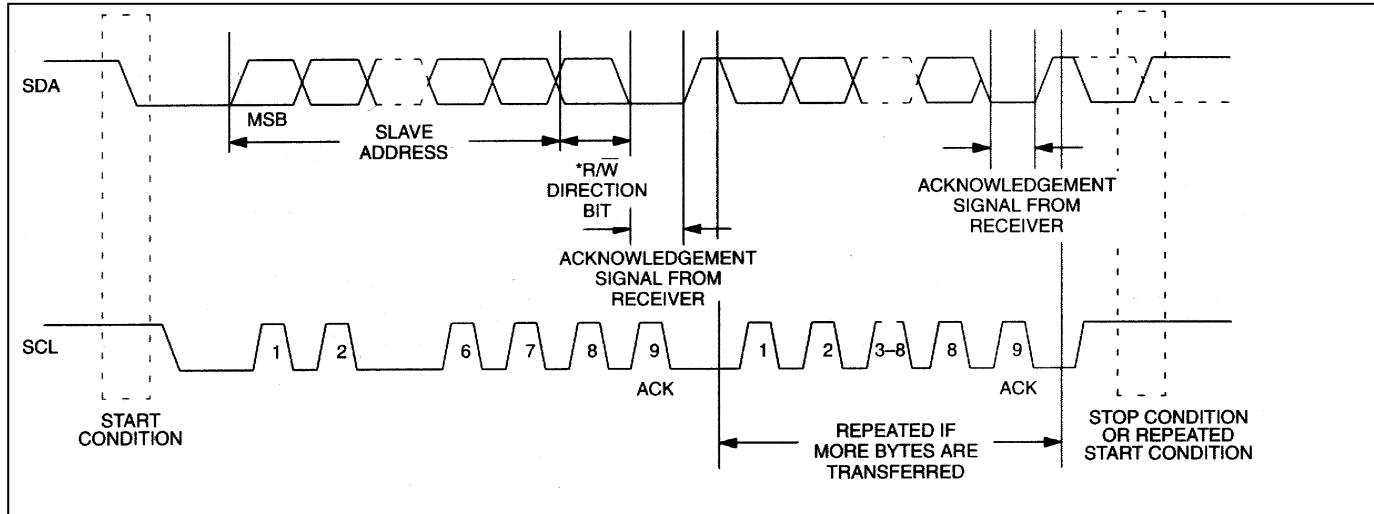 SDA
MSB
SLAVE
ADDRESS
*R/W̅
DIRECTION
BIT
ACKNOWLEDGEMENT
SIGNAL FROM
RECEIVER
ACKNOWLEDGEMENT
SIGNAL FROM
RECEIVER
SCL
1 2 6 7 8 9 1 2 3–8 8 9
ACK ACK
START
CONDITION
REPEATED IF
MORE BYTES ARE
TRANSFERRED
STOP CONDITION
OR REPEATED
START CONDITION